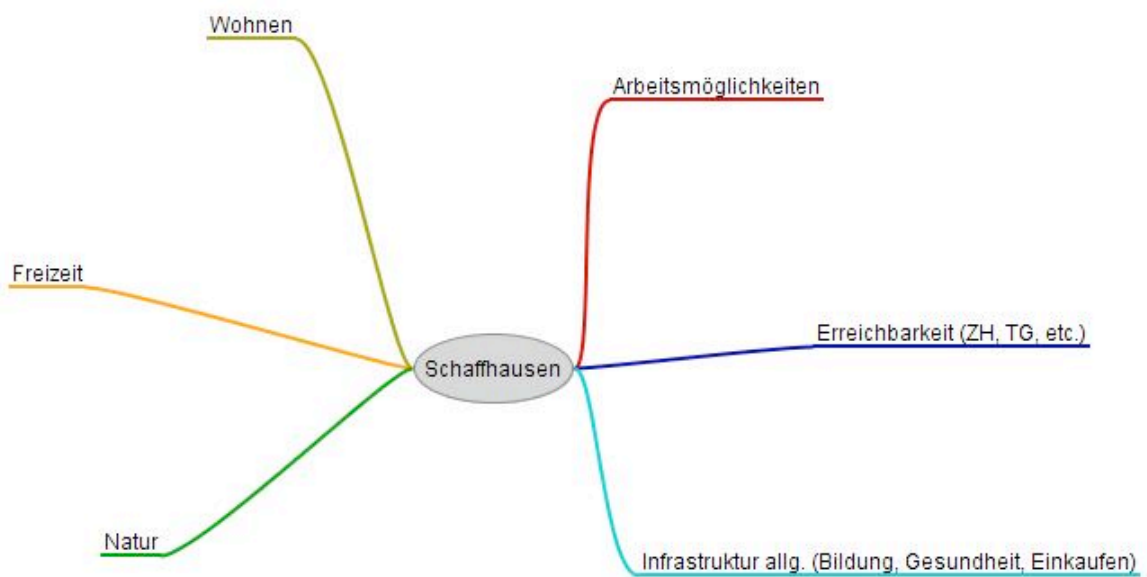 Wohnen
Arbeitsmöglichkeiten
Freizeit
Erreichbarkeit (ZH, TG, etc.)
Schaffhausen
Natur
Infrastruktur allg. (Bildung, Gesundheit, Einkaufen)